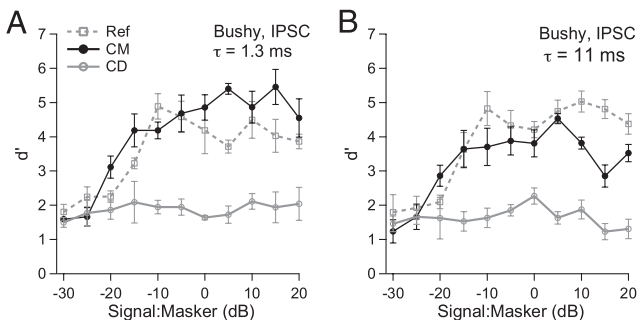 A
Ref
CM
CD
Bushy, IPSC
τ = 1.3 ms
d'
7
6
5
4
3
2
1
0
-30 -20 -10 0 10 20
Signal:Masker (dB)
B
Bushy, IPSC
τ = 11 ms
d'
7
6
5
4
3
2
1
0
-30 -20 -10 0 10 20
Signal:Masker (dB)